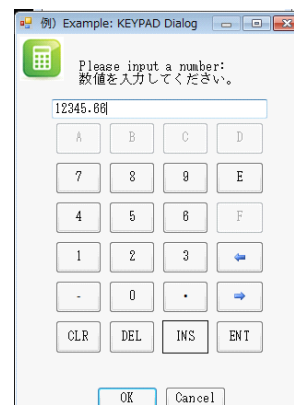 例) Example: KEYPAD Dialog
Please input a number:
数値を入力してください。
12345.66
A B C D
7 8 9 E
4 5 6 F
1 2 3
- 0 ・
CLR DEL INS ENT
OK Cancel